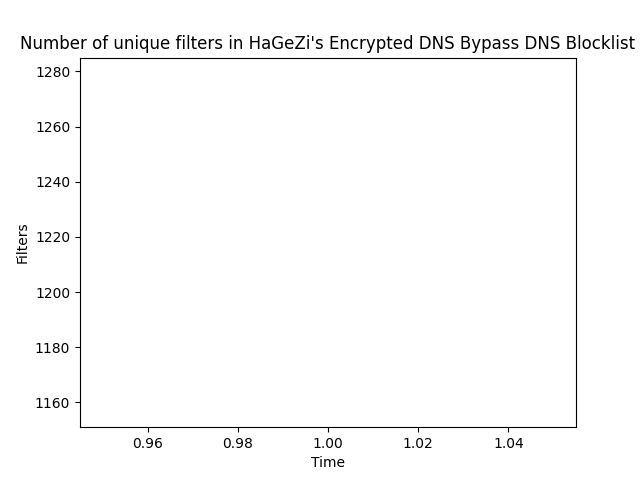 Number of unique filters in HaGeZi's Encrypted DNS Bypass DNS Blocklist
1280
1260
1240
1220
1200
1180
1160
Filters
0.96 0.98 1.00 1.02 1.04
Time